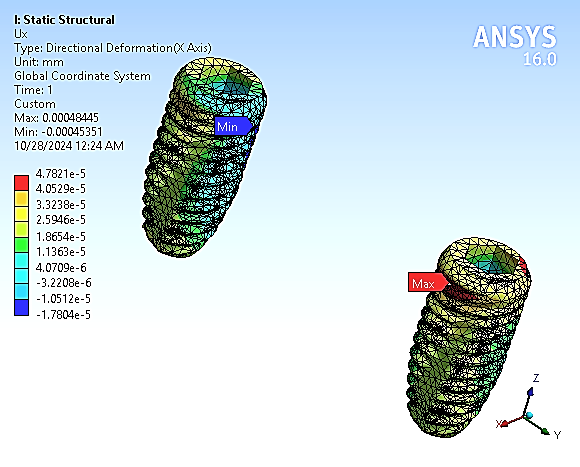 I: Static Structural
Ux
Type: Directional Deformation(X Axis)
Unit: mm
Global Coordinate System
Time: 1
Custom
Max: 0.00048445
Min: -0.00045351
10/28/2024 12:24 AM
ANSYS
16.0
Min
4.7821e-5
4.0529e-5
3.3238e-5
2.5946e-5
1.8654e-5
1.1363e-5
4.0709e-6
-3.2208e-6
-1.0512e-5
-1.7804e-5
Max
Z
X
Y